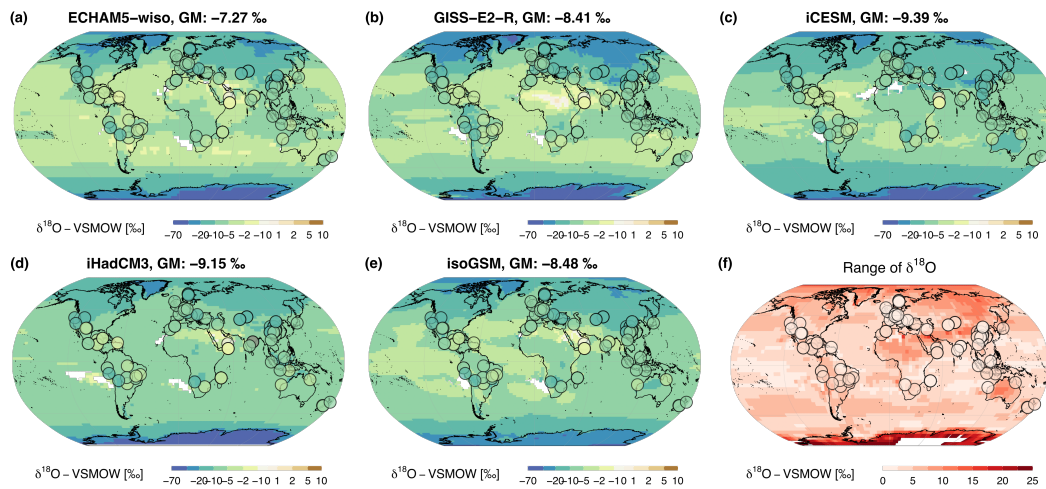 (a) ECHAM5−wiso, GM: −7.27 ‰
(b) GISS−E2−R, GM: −8.41 ‰
(c) iCESM, GM: −9.39 ‰
δ18O − VSMOW [‰] −70 −20 −10 −5 −2 −1 0 1 2 5 10
δ18O − VSMOW [‰] −70 −20 −10 −5 −2 −1 0 1 2 5 10
δ18O − VSMOW [‰] −70 −20 −10 −5 −2 −1 0 1 2 5 10
(d) iHadCM3, GM: −9.15 ‰
(e) isoGSM, GM: −8.48 ‰
(f) Range of δ18O
δ18O − VSMOW [‰] −70 −20 −10 −5 −2 −1 0 1 2 5 10
δ18O − VSMOW [‰] −70 −20 −10 −5 −2 −1 0 1 2 5 10
δ18O − VSMOW [‰] 0 5 10 15 20 25